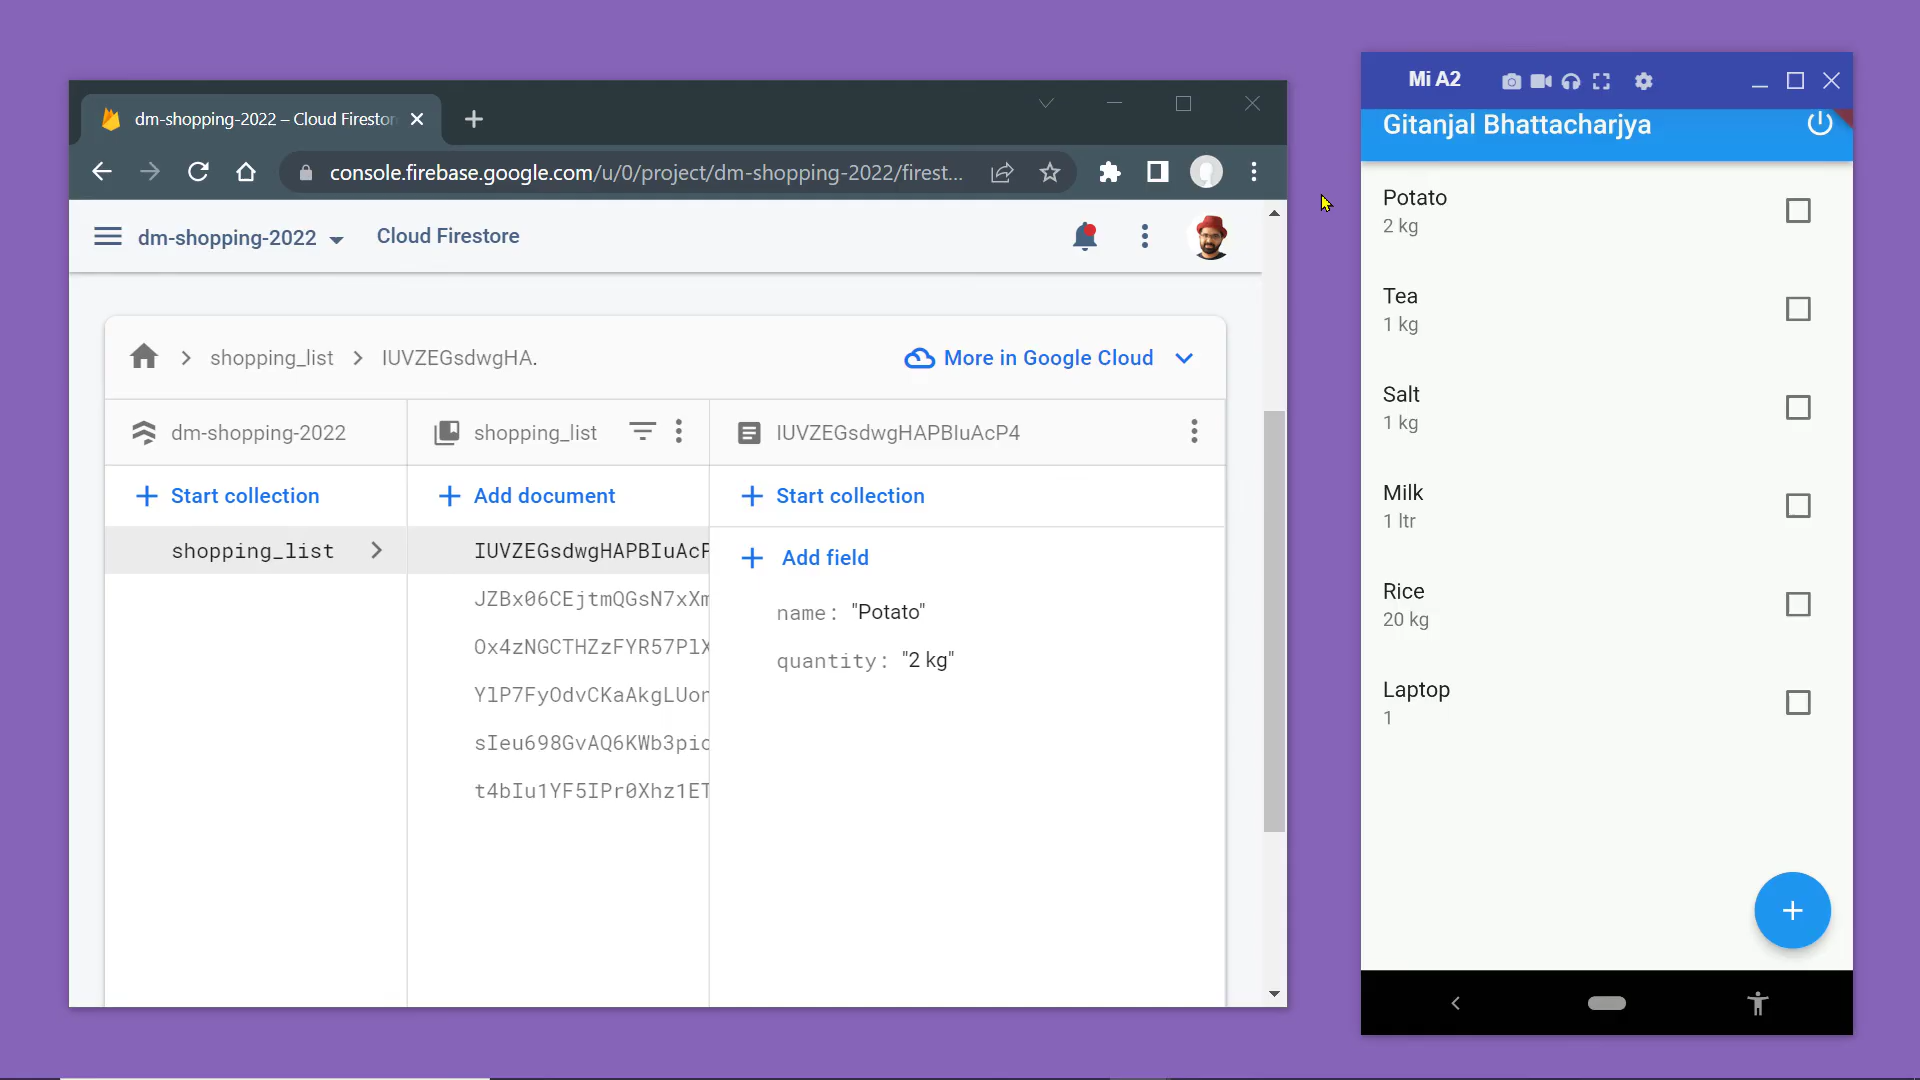 dm-shopping-2022 – Cloud Firestor
console.firebase.google.com/u/0/project/dm-shopping-2022/firest...
dm-shopping-2022
Cloud Firestore
shopping_list
IUVZEGsdwgHA.
More in Google Cloud
dm-shopping-2022
shopping_list
IUVZEGsdwgHAPBIuAcP4
Start collection
Add document
Start collection
shopping_list
IUVZEGsdwgHAPBIuAcP
JZBx06CEjtmQGsN7xXm
Ox4zNGCTHZzFYR57PlX
YlP7FyOdvCKaAkgLUor
sIeu698GvAQ6KWb3pic
t4bIu1YF5IPr0Xhz1ET
Add field
name: "Potato"
quantity: "2 kg"
Mi A2
Gitanjal Bhattacharjya
Potato
2 kg
Tea
1 kg
Salt
1 kg
Milk
1 ltr
Rice
20 kg
Laptop
1